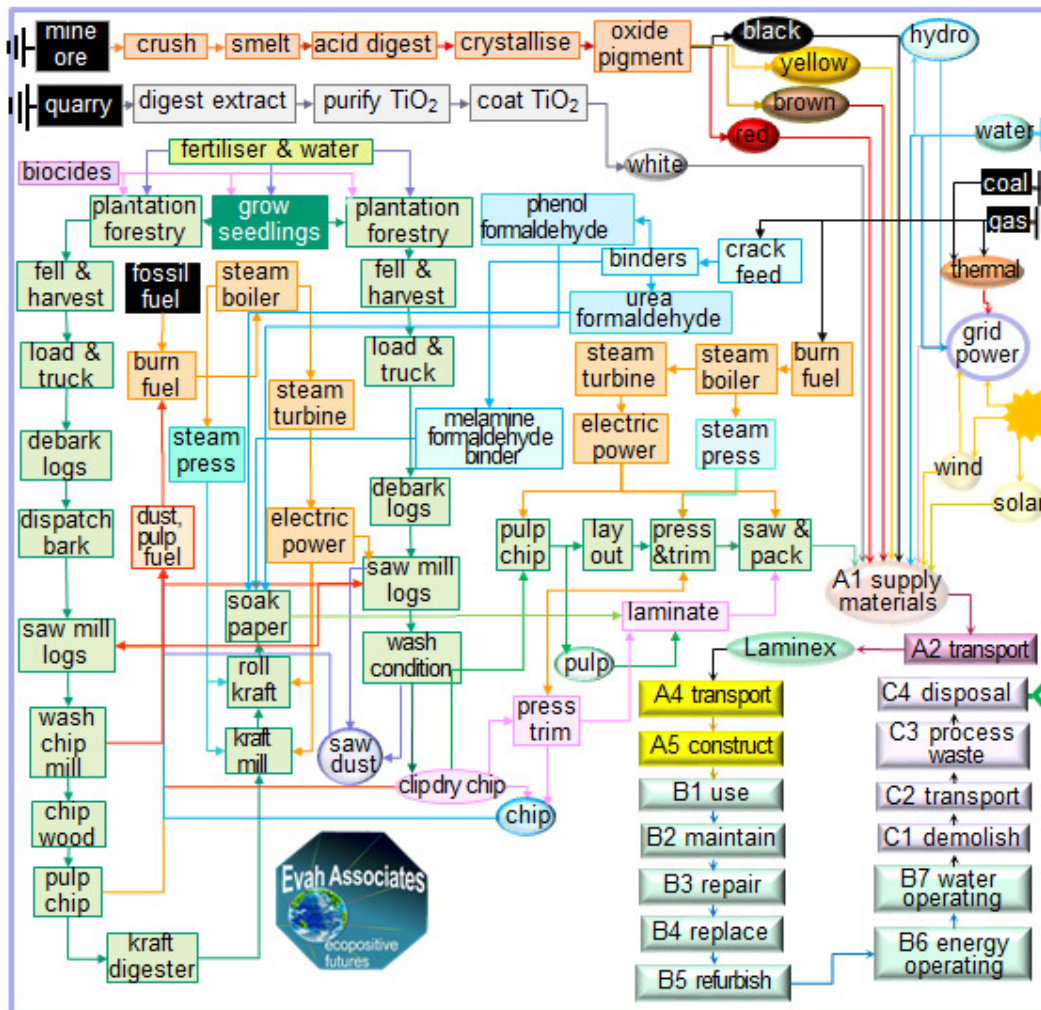 mine
ore
crush
smelt
acid digest
crystallise
oxide
pigment
black
yellow
brown
red
hydro
quarry
digest extract
purify TiO₂
coat TiO₂
white
water
coal
gas
thermal
grid
power
wind
solar
fertiliser & water
biocides
plantation
forestry
grow
seedlings
plantation
forestry
phenol
formaldehyde
binders
crack
feed
urea
formaldehyde
fell &
harvest
fossil
fuel
steam
boiler
fell &
harvest
load &
truck
burn
fuel
steam
turbine
load &
truck
steam
turbine
steam
boiler
burn
fuel
debark
logs
steam
press
melamine
formaldehyde
binder
electric
power
steam
press
dispatch
bark
dust,
pulp
fuel
electric
power
debark
logs
pulp
chip
lay
out
press
&trim
saw &
pack
A1 supply
materials
saw mill
logs
soak
paper
saw mill
logs
laminate
roll
kraft
wash
condition
pulp
Laminex
A2 transport
wash
chip
mill
kraft
mill
saw
dust
press
trim
clip dry chip
chip
chip
wood
pulp
chip
kraft
digester
Evah Associates
ecopositive
futures
A4 transport
A5 construct
B1 use
B2 maintain
B3 repair
B4 replace
B5 refurbish
C4 disposal
C3 process
waste
C2 transport
C1 demolish
B7 water
operating
B6 energy
operating